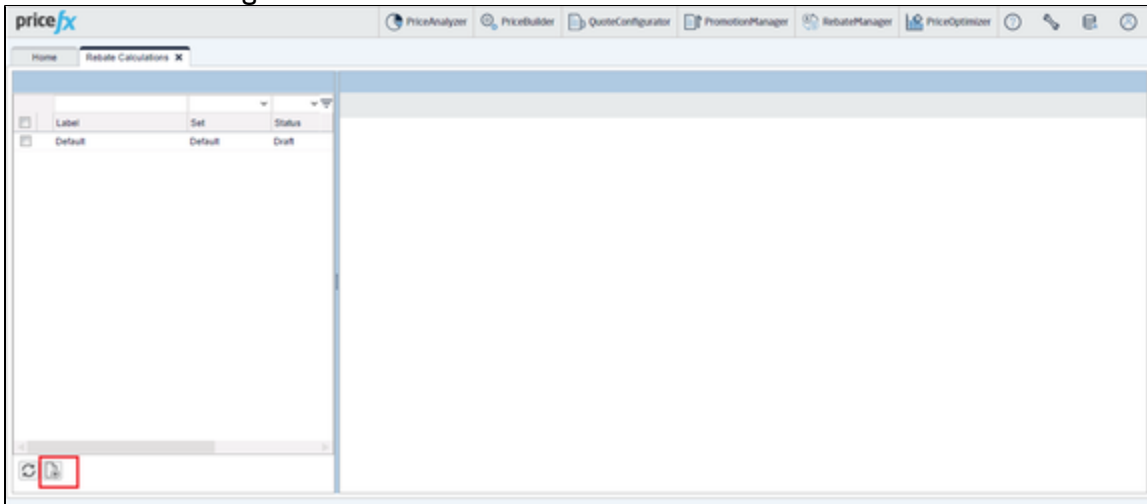 pricefx PriceAnalyzer PriceBuilder QuoteConfigurator PromotionManager RebateManager PriceOptimizer ?
Home Rebate Calculations X
Label Set Status
Default Default Draft